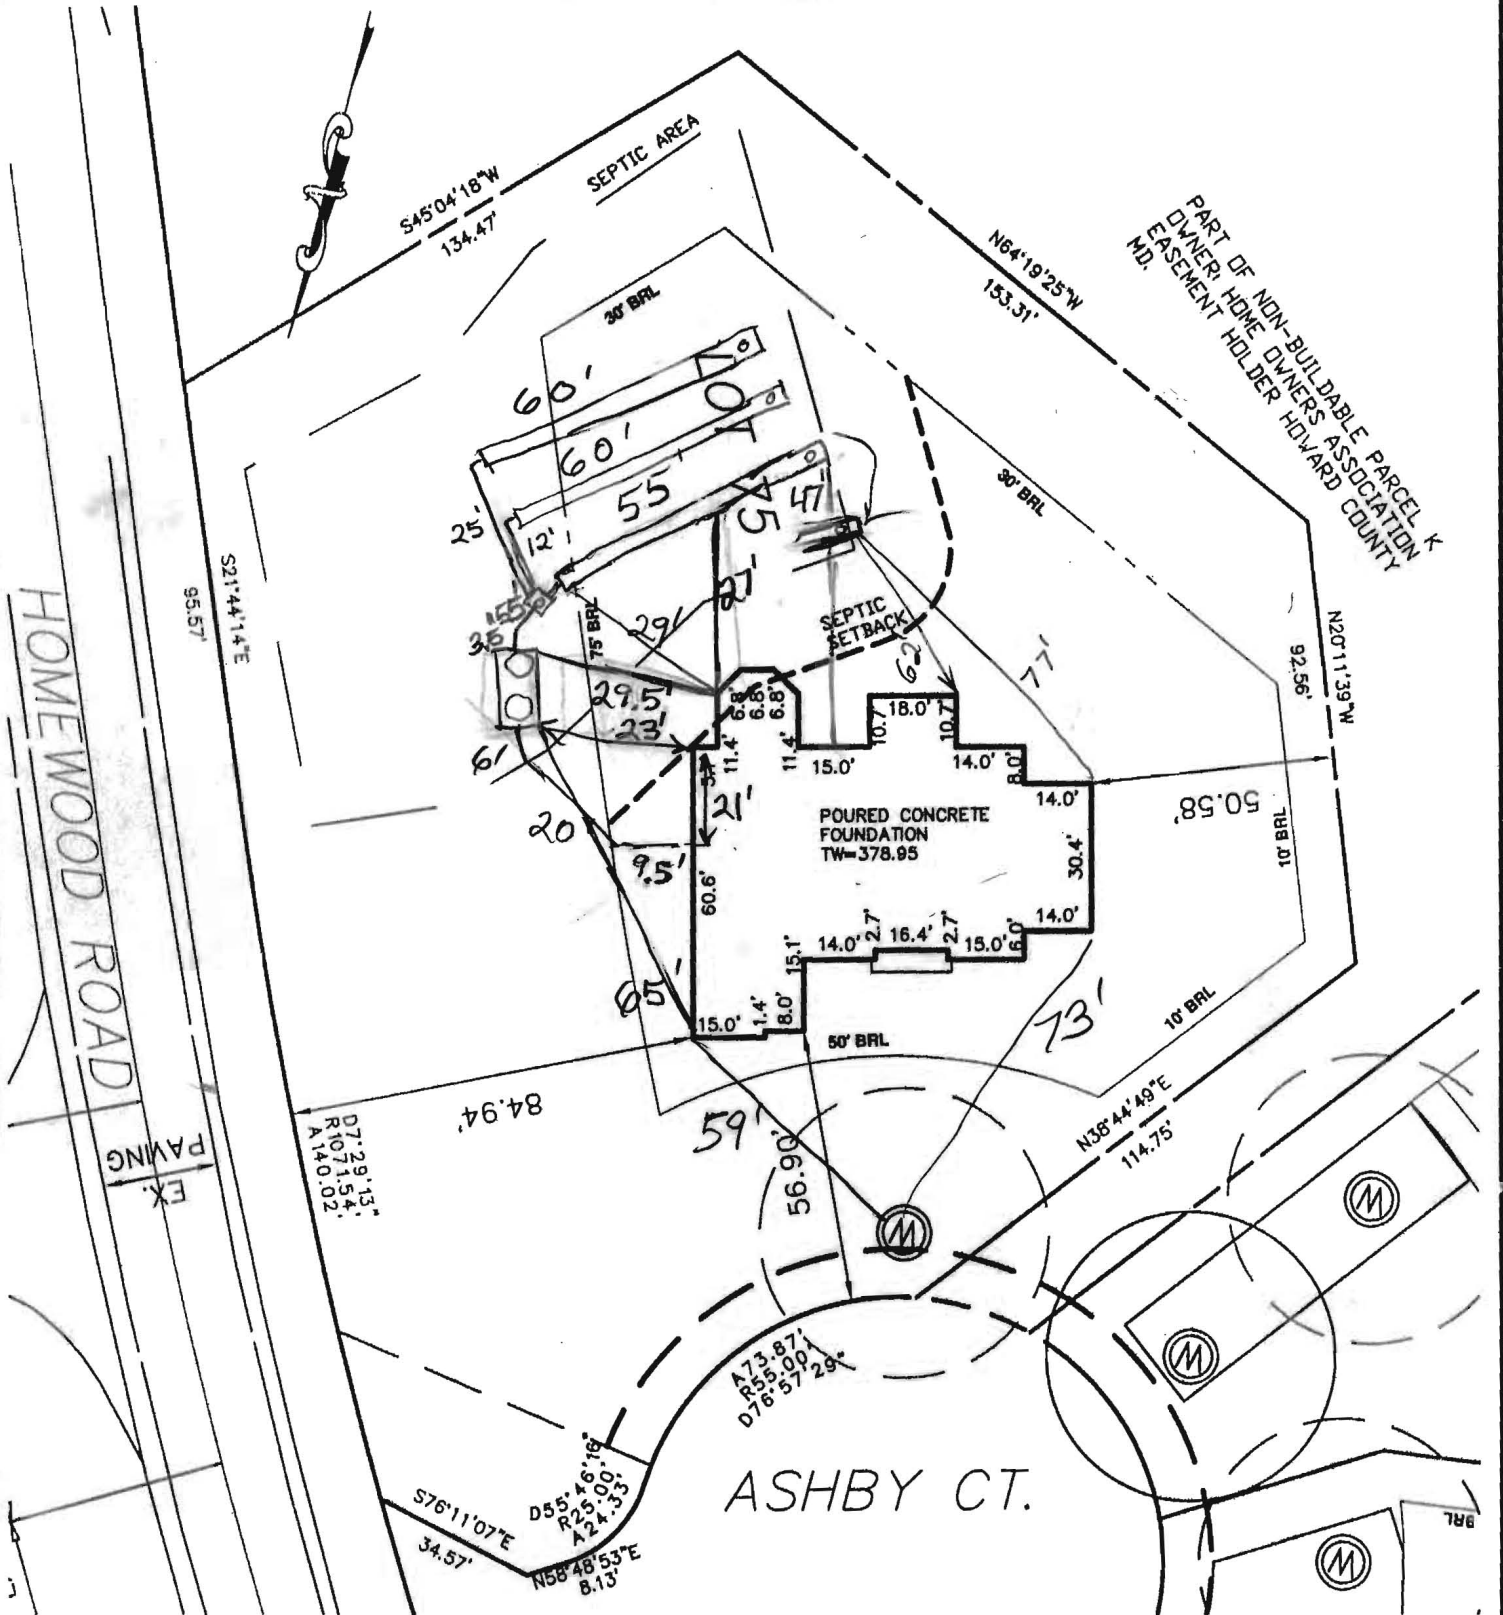 SEPTIC AREA
S45°04'18"W
134.47'
N64°19'25"W
153.31'
PART OF NON-BUILDABLE PARCEL K
OWNER: HOME OWNERS ASSOCIATION
EASEMENT HOLDER HOWARD COUNTY
MD.
30' BRL
60'
60'
55'
LOT
75
47'
30' BRL
25'
12'
S21°44'14"E
95.57'
HOMEWOOD ROAD
75' BRL
29'
27'
SEPTIC
SETBACK
62
77'
N20°11'39"W
92.56'
29.5'
23'
6'
6.8'
6.8'
6.8'
11.4'
11.4'
15.0'
10.7'
18.0'
10.7'
14.0'
8.0'
14.0'
50.58'
10' BRL
21'
20
9.5'
60.6'
POURED CONCRETE
FOUNDATION
TW=378.95
30.4'
14.0'
6.0'
15.0'
2.7'
16.4'
2.7'
14.0'
15.1'
65'
15.0'
1.4'
8.0'
50' BRL
73'
10' BRL
84.94'
59'
56.90'
N38°44'49"E
114.75'
D7°29'13"
R1071.54'
A140.02'
EX.
PAVING
M
M
M
M
A73.87'
R55.00'
D76°57'29"
ASHBY CT.
D55°46'16"
R25.00'
A24.33'
S76°11'07"E
34.57'
N58°48'53"E
8.13'
BRL